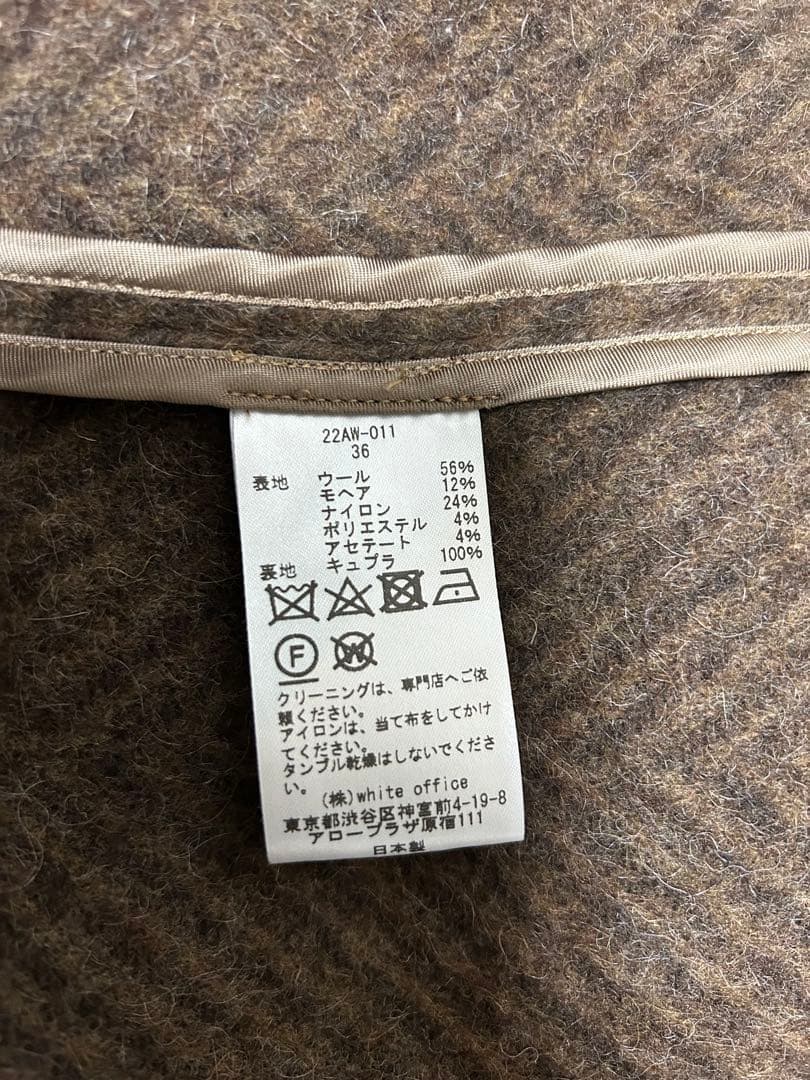 22AW-011
36
表地 ウール 56%
モヘア 12%
ナイロン 24%
ポリエステル 4%
アセテート 4%
裏地 キュプラ 100%
F W
クリーニングは、専門店へご依
頼ください。
アイロンは、当て布をしてかけ
てください。
タンブル乾燥はしないでくださ
い。
(株)white office
東京都渋谷区神宮前4-19-8
アロープラザ原宿111
日本製